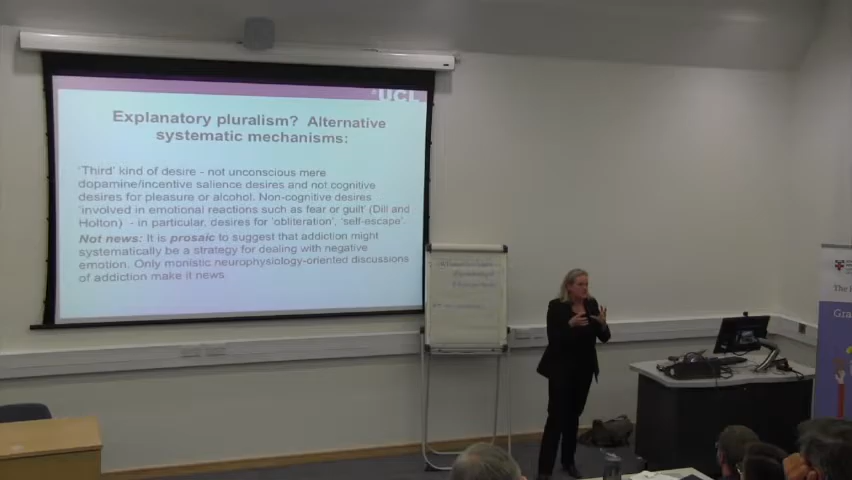 UCL
Explanatory pluralism? Alternative
systematic mechanisms:
'Third' kind of desire - not unconscious mere
dopamine/incentive salience desires and not cognitive
desires for pleasure or alcohol. Non-cognitive desires
'involved in emotional reactions such as fear or guilt' (Dill and
Holton) - in particular, desires for 'obliteration', 'self-escape'.
Not news: It is prosaic to suggest that addiction might
systematically be a strategy for dealing with negative
emotion. Only monistic neurophysiology-oriented discussions
of addiction make it news.
The
Gra